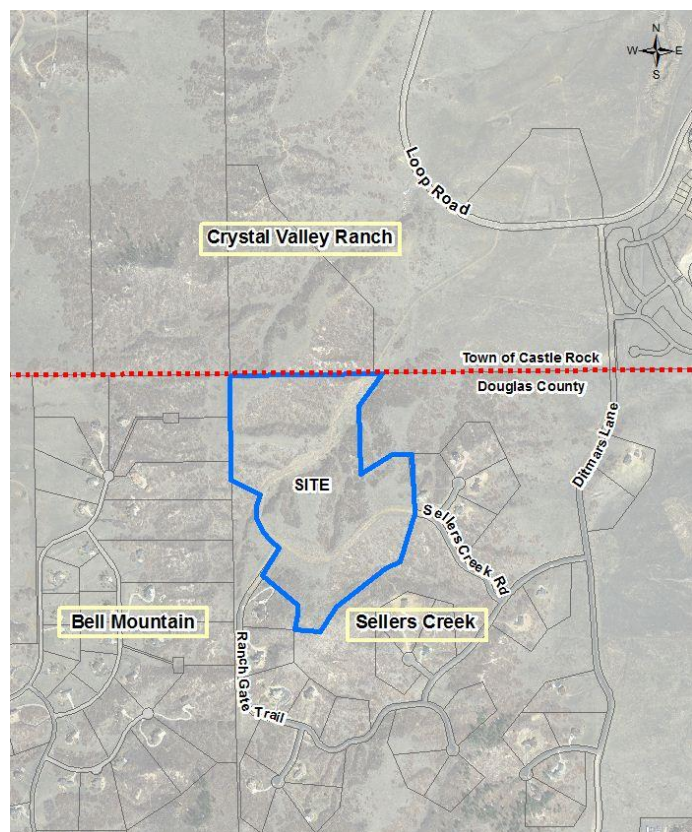 N
W E
S
Loop Road
Crystal Valley Ranch
Town of Castle Rock
Douglas County
Ditmars Lane
SITE
Sellers Creek Rd
Bell Mountain
Sellers Creek
Ranch Gate Trail